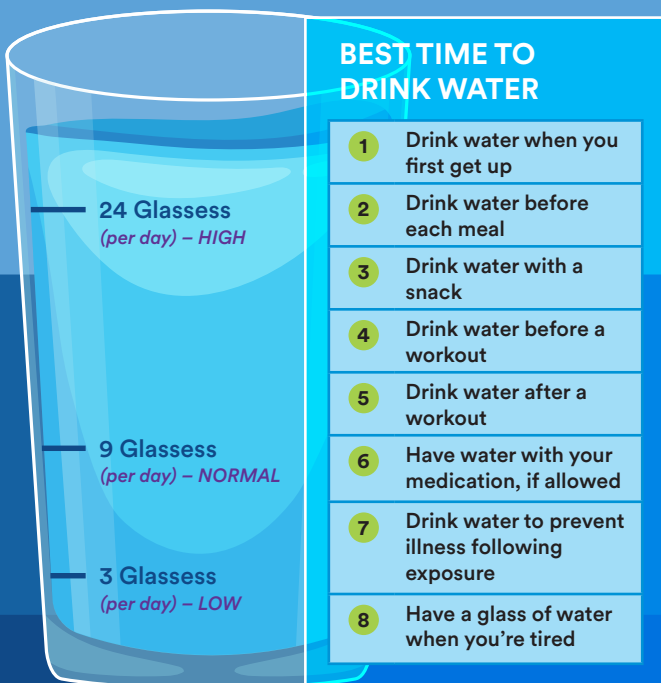 BEST TIME TO
DRINK WATER
1 Drink water when you
first get up
2 Drink water before
each meal
3 Drink water with a
snack
4 Drink water before a
workout
5 Drink water after a
workout
6 Have water with your
medication, if allowed
7 Drink water to prevent
illness following
exposure
8 Have a glass of water
when you're tired
24 Glassess
(per day) – HIGH
9 Glassess
(per day) – NORMAL
3 Glassess
(per day) – LOW